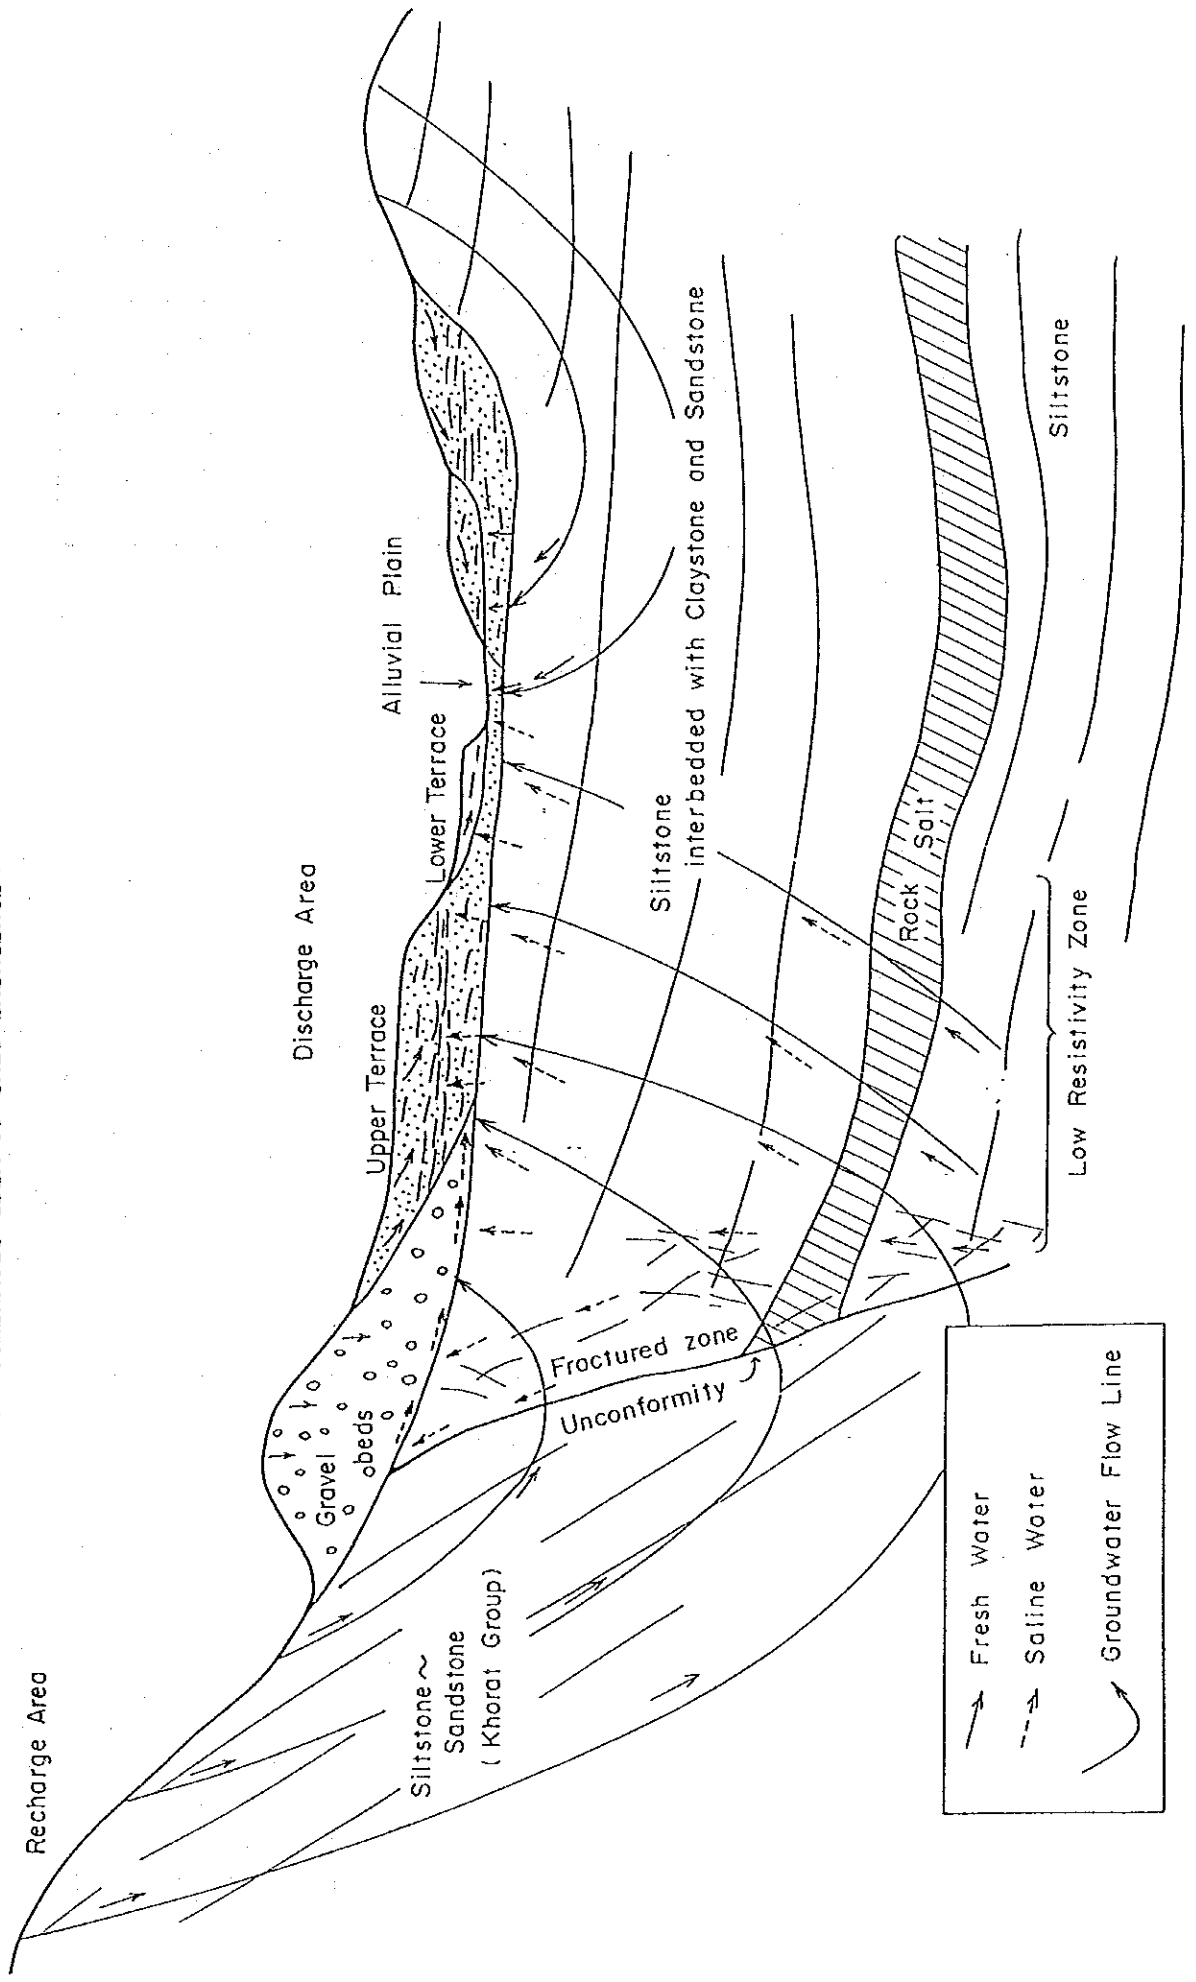 Recharge Area
Discharge Area
Gravel
beds
Upper Terrace
Lower Terrace
Alluvial Plain
Siltstone~
Sandstone
(Khorat Group)
Unconformity
Fractured zone
Siltstone
interbedded with Claystone and Sandstone
Rock Salt
Siltstone
Low Resistivity Zone
Fresh Water
Saline Water
Groundwater Flow Line